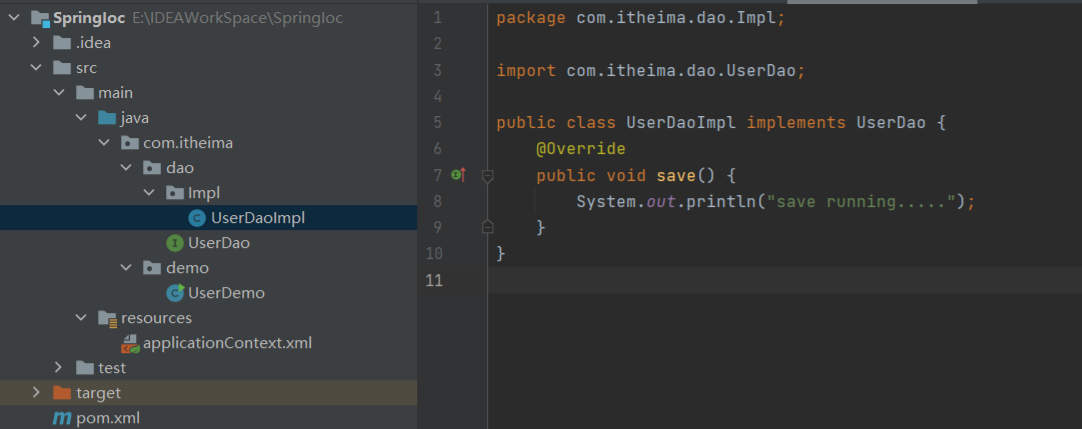 SpringIoc E:\IDEAWorkSpace\SpringIoc
.idea
src
main
java
com.itheima
dao
Impl
UserDaoImpl
UserDao
demo
UserDemo
resources
applicationContext.xml
test
target
pom.xml
1 package com.itheima.dao.Impl;
2
3 import com.itheima.dao.UserDao;
4
5 public class UserDaoImpl implements UserDao {
6 @Override
7 public void save() {
8 System.out.println("save running.....");
9 }
10 }
11